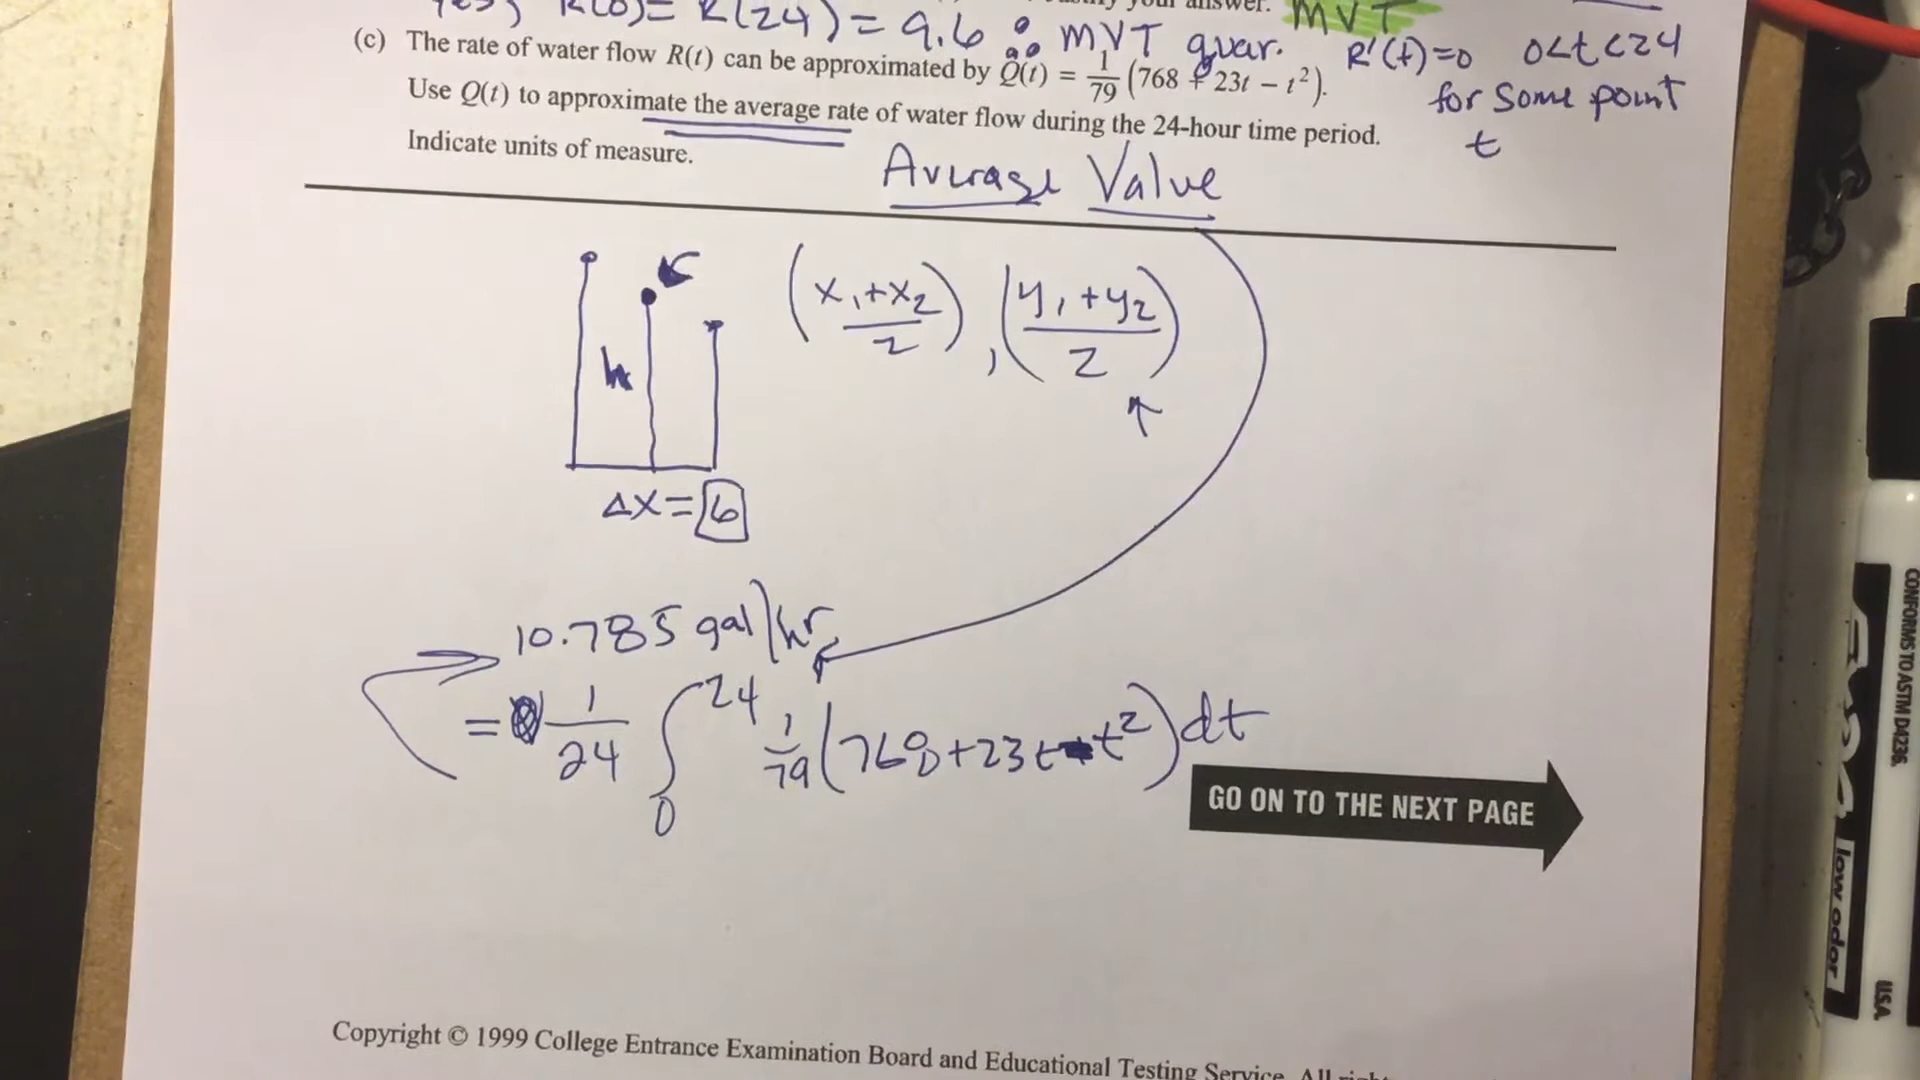 R(0) = R(24) = 9.6 ∴ MVT guar.
your answer. MVT
R'(t)=0 0<t<24
for some point
t
(c) The rate of water flow R(t) can be approximated by Q(t) = 1/79 (768 + 23t − t²).
Use Q(t) to approximate the average rate of water flow during the 24-hour time period.
Indicate units of measure.
Average Value
(x₁+x₂/2), (y₁+y₂/2)
h
Δx = 6
10.785 gal/hr
= 1/24 ∫₀²⁴ 1/79 (768+23t-t²)dt
GO ON TO THE NEXT PAGE
Copyright © 1999 College Entrance Examination Board and Educational Testing Service. All
CONFORMS TO ASTM D4236.
low odor
USA